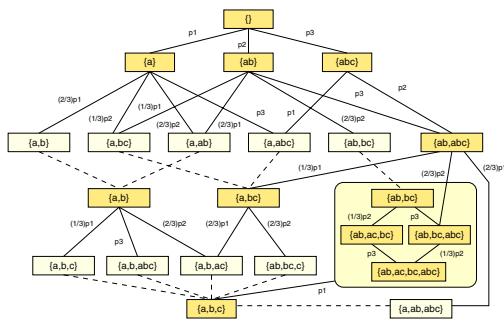 {}
p1
p2
p3
{a}
{ab}
{abc}
(2/3)p1
(1/3)p2
(1/3)p1
(2/3)p2
(2/3)p1
p3
p1
(2/3)p2
p3
p2
{a,b}
{a,bc}
{a,ab}
{a,abc}
{ab,bc}
{ab,abc}
(1/3)p1
(2/3)p2
(2/3)p1
{a,b}
{a,bc}
{ab,bc}
(1/3)p1
p3
(2/3)p2
(2/3)p1
(2/3)p2
(1/3)p2
p3
{ab,ac,bc}
{ab,bc,abc}
p3
(1/3)p2
{a,b,c}
{a,b,abc}
{a,b,ac}
{ab,bc,c}
{ab,ac,bc,abc}
p1
{a,b,c}
{a,ab,abc}